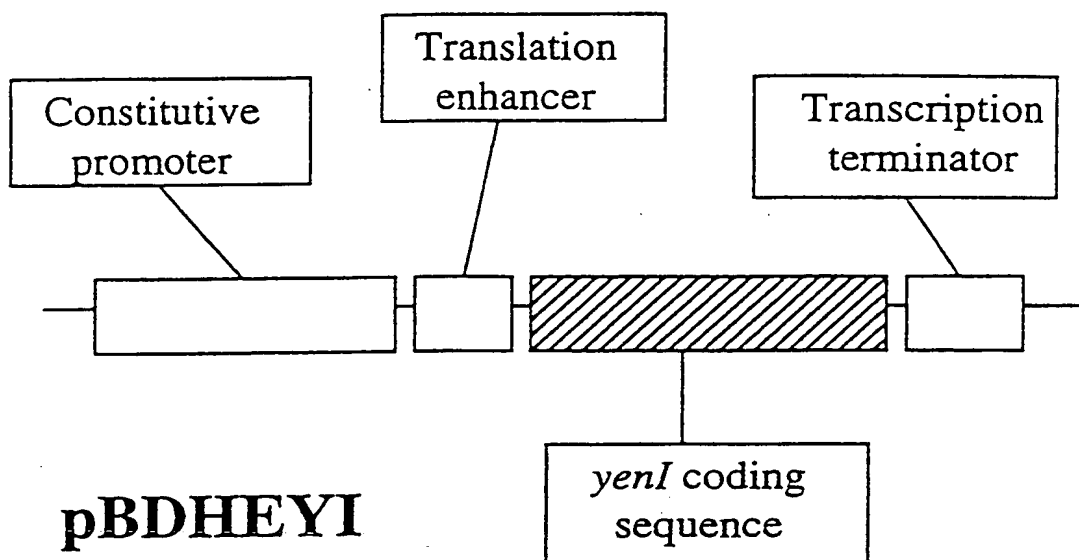 Translation
enhancer
Constitutive
promoter
Transcription
terminator
yenI coding
sequence
pBDHEYI